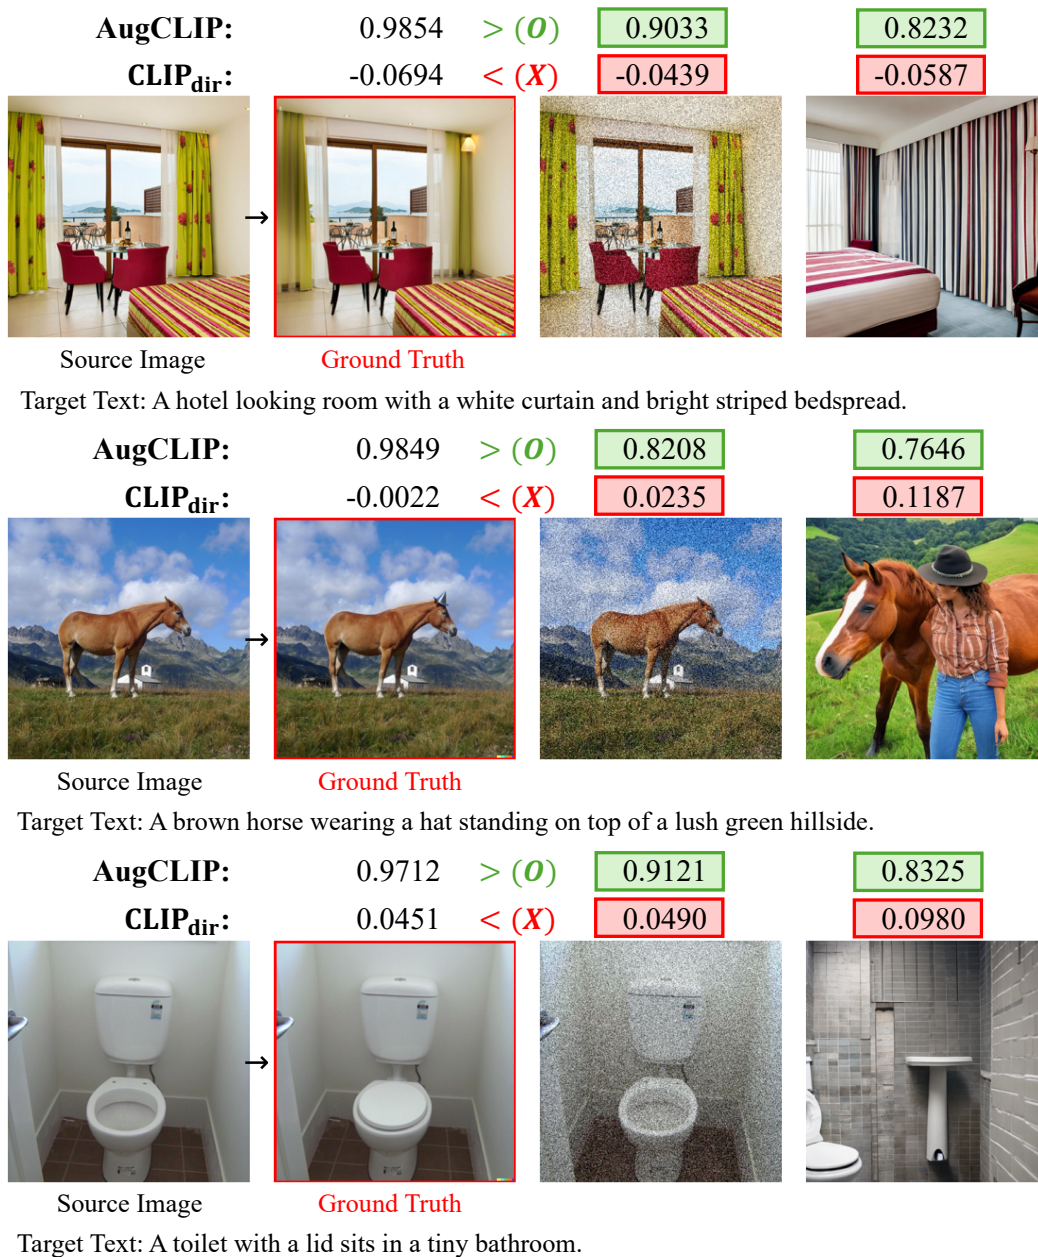 AugCLIP: 0.9854 > (O) 0.9033 0.8232
CLIPdir: -0.0694 < (X) -0.0439 -0.0587
→
Source Image Ground Truth
Target Text: A hotel looking room with a white curtain and bright striped bedspread.
AugCLIP: 0.9849 > (O) 0.8208 0.7646
CLIPdir: -0.0022 < (X) 0.0235 0.1187
→
Source Image Ground Truth
Target Text: A brown horse wearing a hat standing on top of a lush green hillside.
AugCLIP: 0.9712 > (O) 0.9121 0.8325
CLIPdir: 0.0451 < (X) 0.0490 0.0980
→
Source Image Ground Truth
Target Text: A toilet with a lid sits in a tiny bathroom.